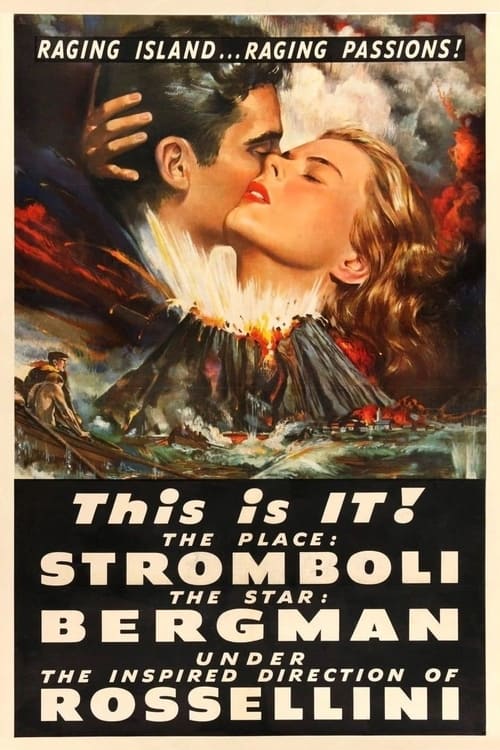 RAGING ISLAND...RAGING PASSIONS!
This is IT!
THE PLACE:
STROMBOLI
THE STAR:
BERGMAN
UNDER
THE INSPIRED DIRECTION OF
ROSSELLINI